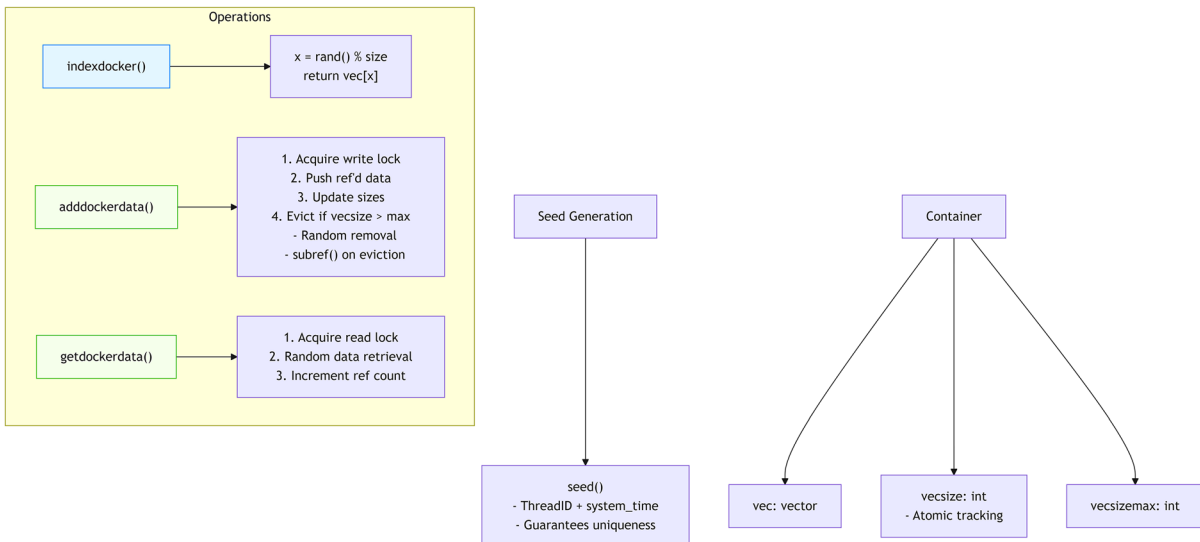 Operations
indexdocker()
x = rand() % size
return vec[x]
adddockerdata()
1. Acquire write lock
2. Push ref'd data
3. Update sizes
4. Evict if vecsize > max
- Random removal
- subref() on eviction
getdockerdata()
1. Acquire read lock
2. Random data retrieval
3. Increment ref count
Seed Generation
seed()
- ThreadID + system_time
- Guarantees uniqueness
Container
vec: vector
vecsize: int
- Atomic tracking
vecsizemax: int